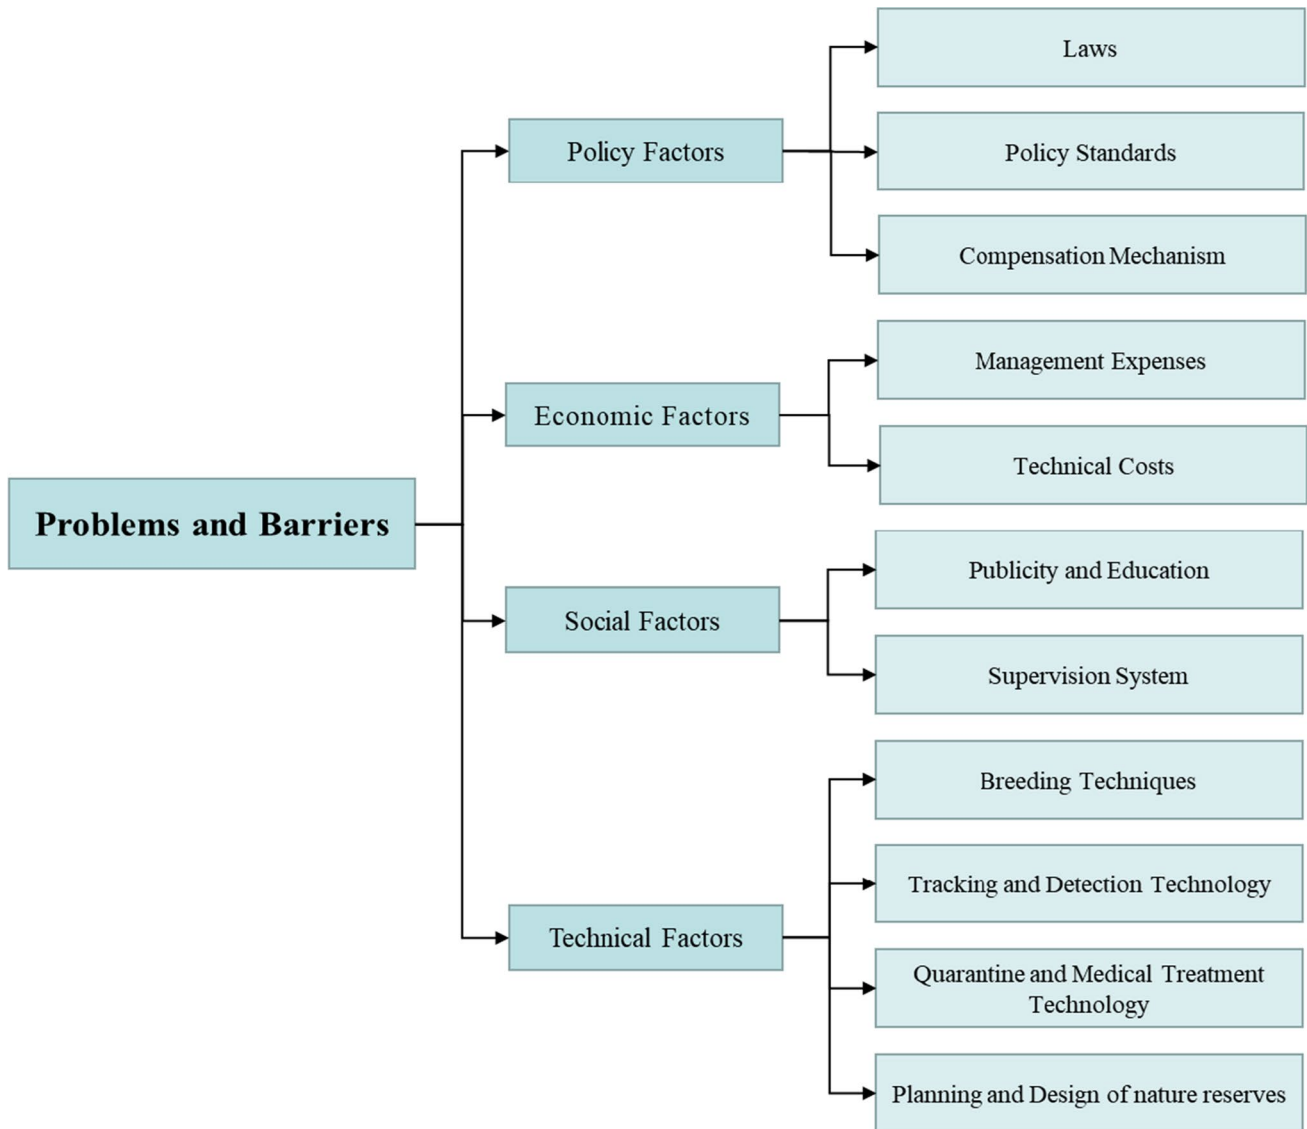 Problems and Barriers
Policy Factors
Laws
Policy Standards
Compensation Mechanism
Economic Factors
Management Expenses
Technical Costs
Social Factors
Publicity and Education
Supervision System
Technical Factors
Breeding Techniques
Tracking and Detection Technology
Quarantine and Medical Treatment
Technology
Planning and Design of nature reserves